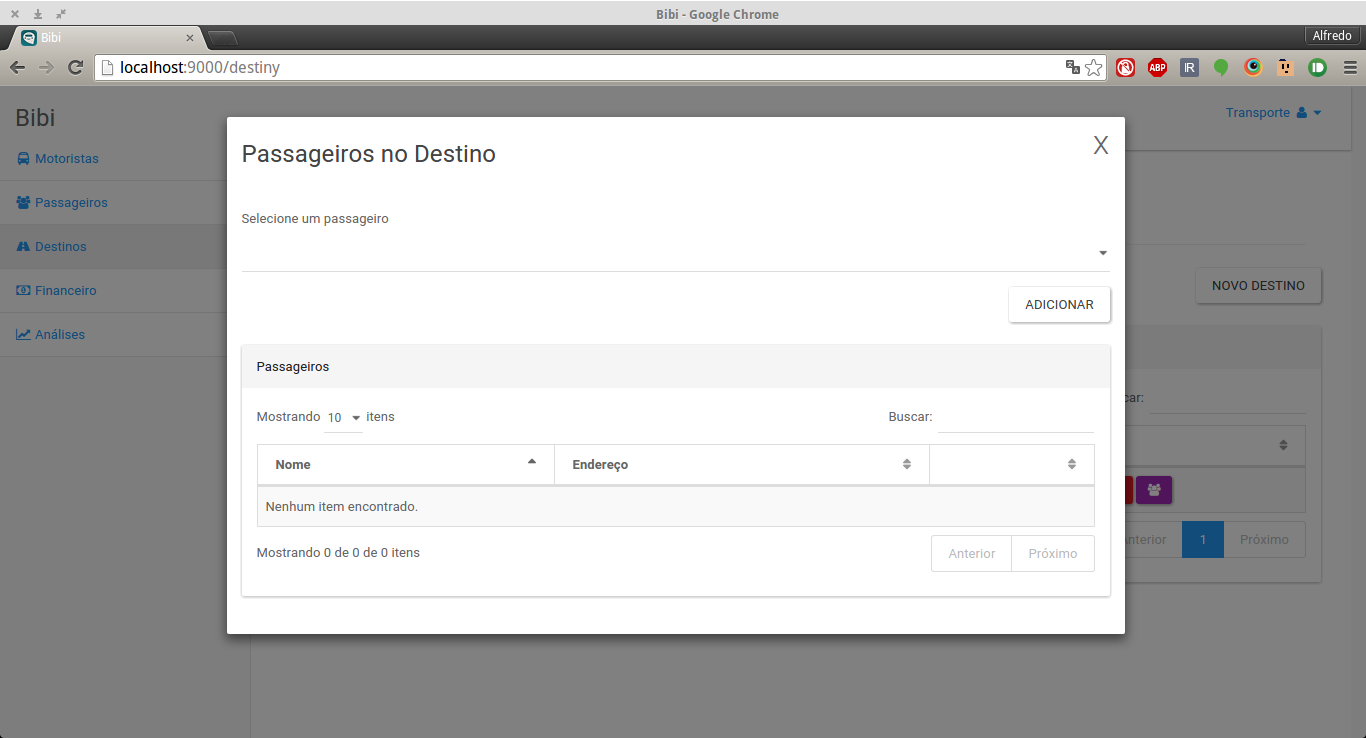 Bibi - Google Chrome
Bibi
Alfredo
localhost:9000/destiny
ABP
IR
Bibi
Transporte
Motoristas
Passageiros
Destinos
Financeiro
Análises
Passageiros no Destino
X
Selecione um passageiro
ADICIONAR
NOVO DESTINO
Passageiros
Mostrando 10 itens
Buscar:
car:
Nome
Endereço
Nenhum item encontrado.
Mostrando 0 de 0 de 0 itens
Anterior
Próximo
nterior
1
Próximo